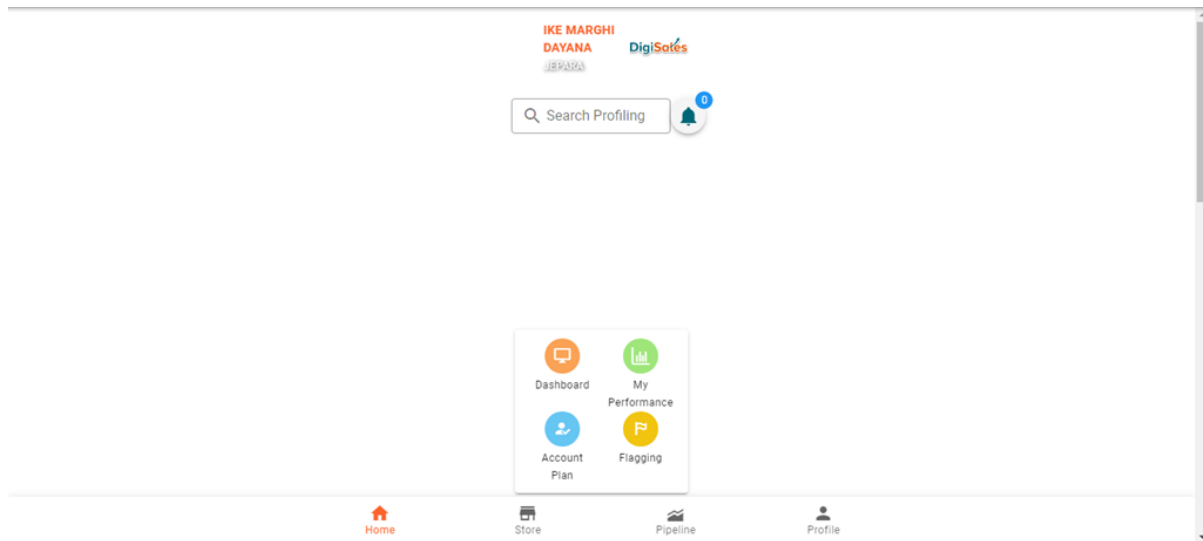 IKE MARGHI
DAYANA
DigiSales
JEPARA
Search Profiling
0
Dashboard
My
Performance
Account
Plan
Flagging
Home
Store
Pipeline
Profile